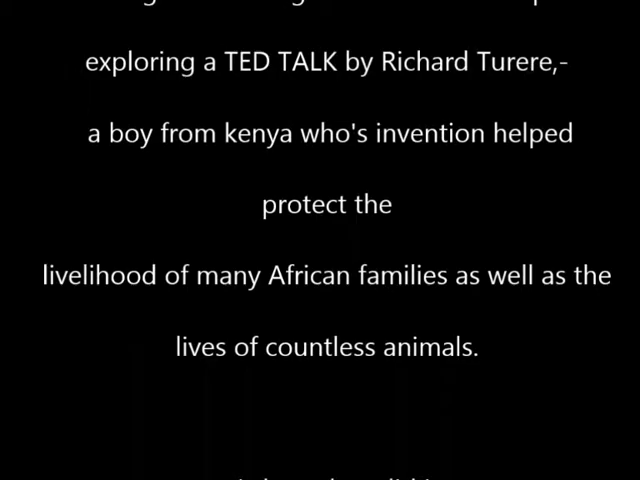 exploring a TED TALK by Richard Turere,-
a boy from kenya who's invention helped
protect the
livelihood of many African families as well as the
lives of countless animals.